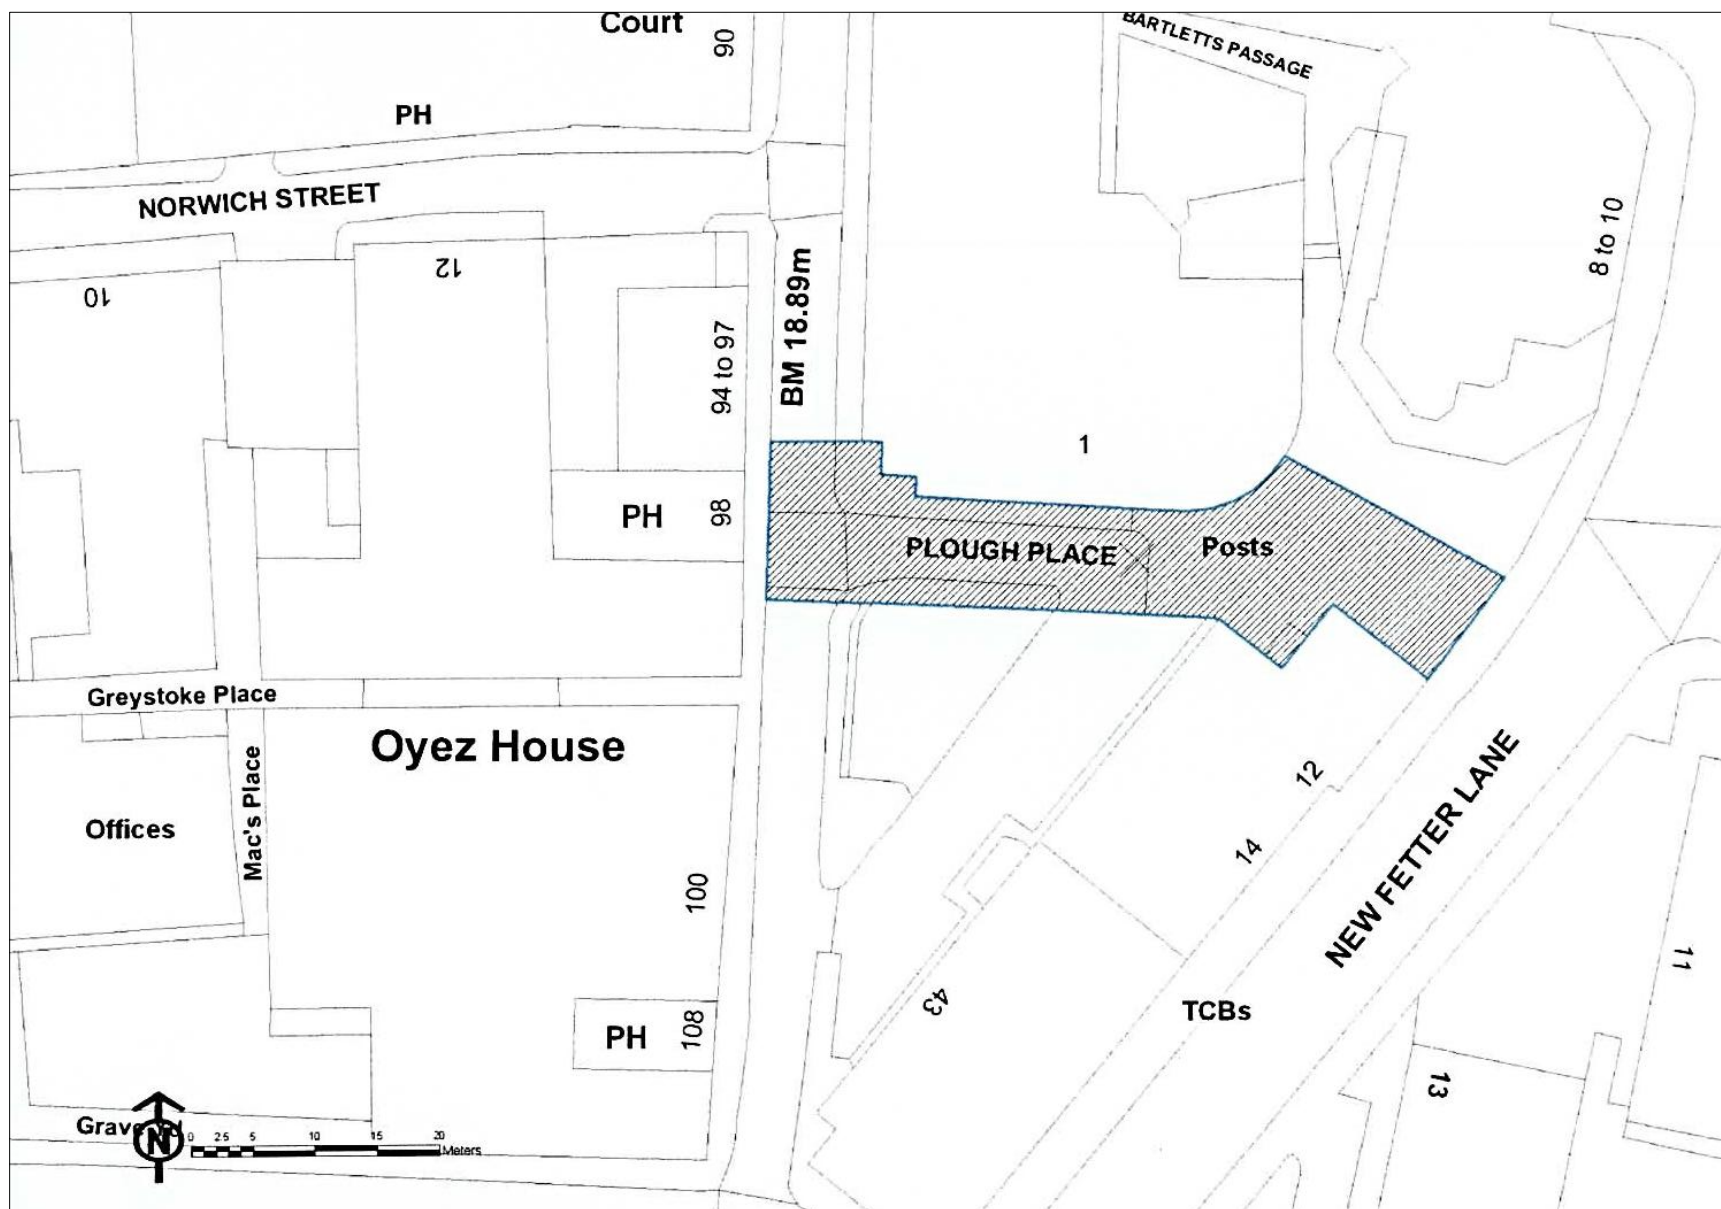 Court
90
BARTLETTS PASSAGE
PH
NORWICH STREET
8 to 10
12
10
BM 18.89m
94 to 97
1
PH
98
PLOUGH PLACE
Posts
Greystoke Place
Oyez House
Mac's Place
Offices
12
14
NEW FETTER LANE
100
43
11
TCBs
PH
108
13
N
0 2.5 5 10 15 20
Meters